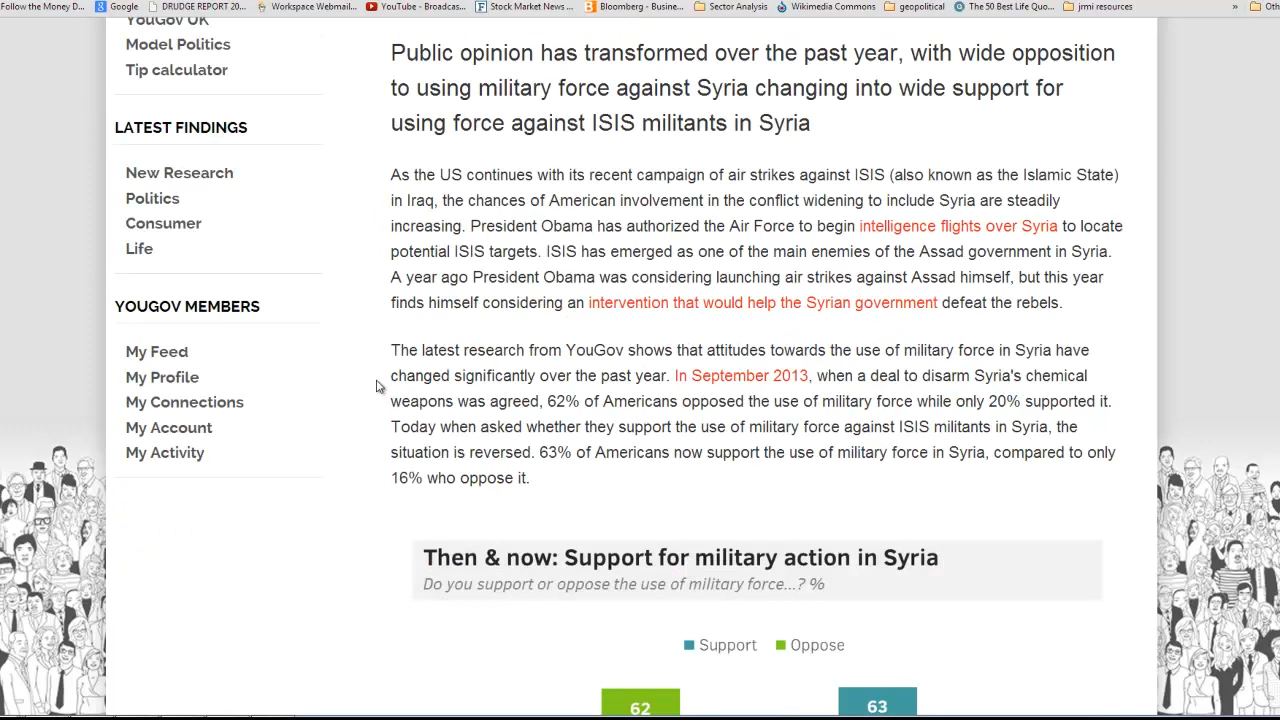 Follow the Money D...
Google
DRUDGE REPORT 20...
Workspace Webmail...
YouTube - Broadcas...
Stock Market News ...
Bloomberg - Busine...
Sector Analysis
Wikimedia Commons
geopolitical
The 50 Best Life Quo...
jimi resources
»
Oth
YouGov UK
Model Politics
Tip calculator
LATEST FINDINGS
New Research
Politics
Consumer
Life
YOUGOV MEMBERS
My Feed
My Profile
My Connections
My Account
My Activity
Public opinion has transformed over the past year, with wide opposition
to using military force against Syria changing into wide support for
using force against ISIS militants in Syria
As the US continues with its recent campaign of air strikes against ISIS (also known as the Islamic State)
in Iraq, the chances of American involvement in the conflict widening to include Syria are steadily
increasing. President Obama has authorized the Air Force to begin intelligence flights over Syria to locate
potential ISIS targets. ISIS has emerged as one of the main enemies of the Assad government in Syria.
A year ago President Obama was considering launching air strikes against Assad himself, but this year
finds himself considering an intervention that would help the Syrian government defeat the rebels.
The latest research from YouGov shows that attitudes towards the use of military force in Syria have
changed significantly over the past year. In September 2013, when a deal to disarm Syria's chemical
weapons was agreed, 62% of Americans opposed the use of military force while only 20% supported it.
Today when asked whether they support the use of military force against ISIS militants in Syria, the
situation is reversed. 63% of Americans now support the use of military force in Syria, compared to only
16% who oppose it.
Then & now: Support for military action in Syria
Do you support or oppose the use of military force...? %
Support
Oppose
62
63